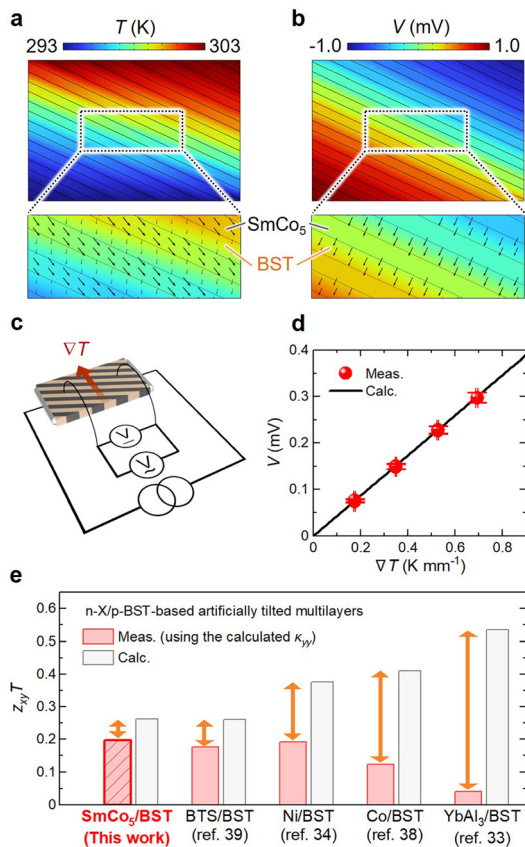 a
T (K)
293
303
b
V (mV)
-1.0
1.0
SmCo₅
BST
c
∇T
V
V
d
V (mV)
0.4
0.3
0.2
0.1
0
Meas.
Calc.
0
0.2
0.4
0.6
0.8
∇T (K mm⁻¹)
e
z_xyT
0.6
0.5
0.4
0.3
0.2
0.1
0
n-X/p-BST-based artificially tilted multilayers
Meas. (using the calculated κ_yy)
Calc.
SmCo₅/BST
(This work)
BTS/BST
(ref. 39)
Ni/BST
(ref. 34)
Co/BST
(ref. 38)
YbAl₃/BST
(ref. 33)